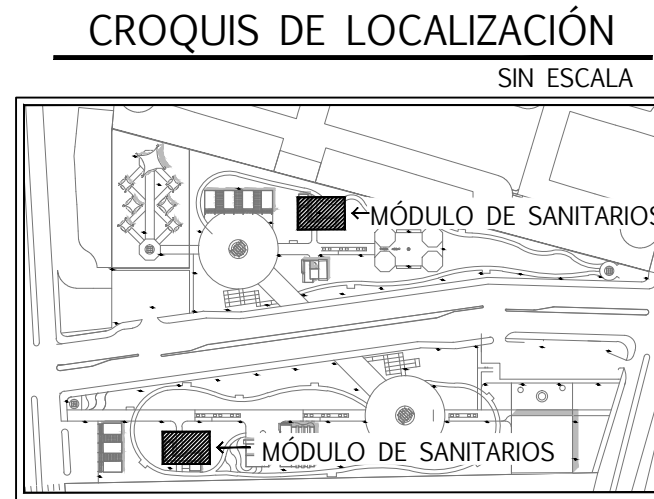 CROQUIS DE LOCALIZACIÓN
SIN ESCALA
MÓDULO DE SANITARIOS
MÓDULO DE SANITARIOS